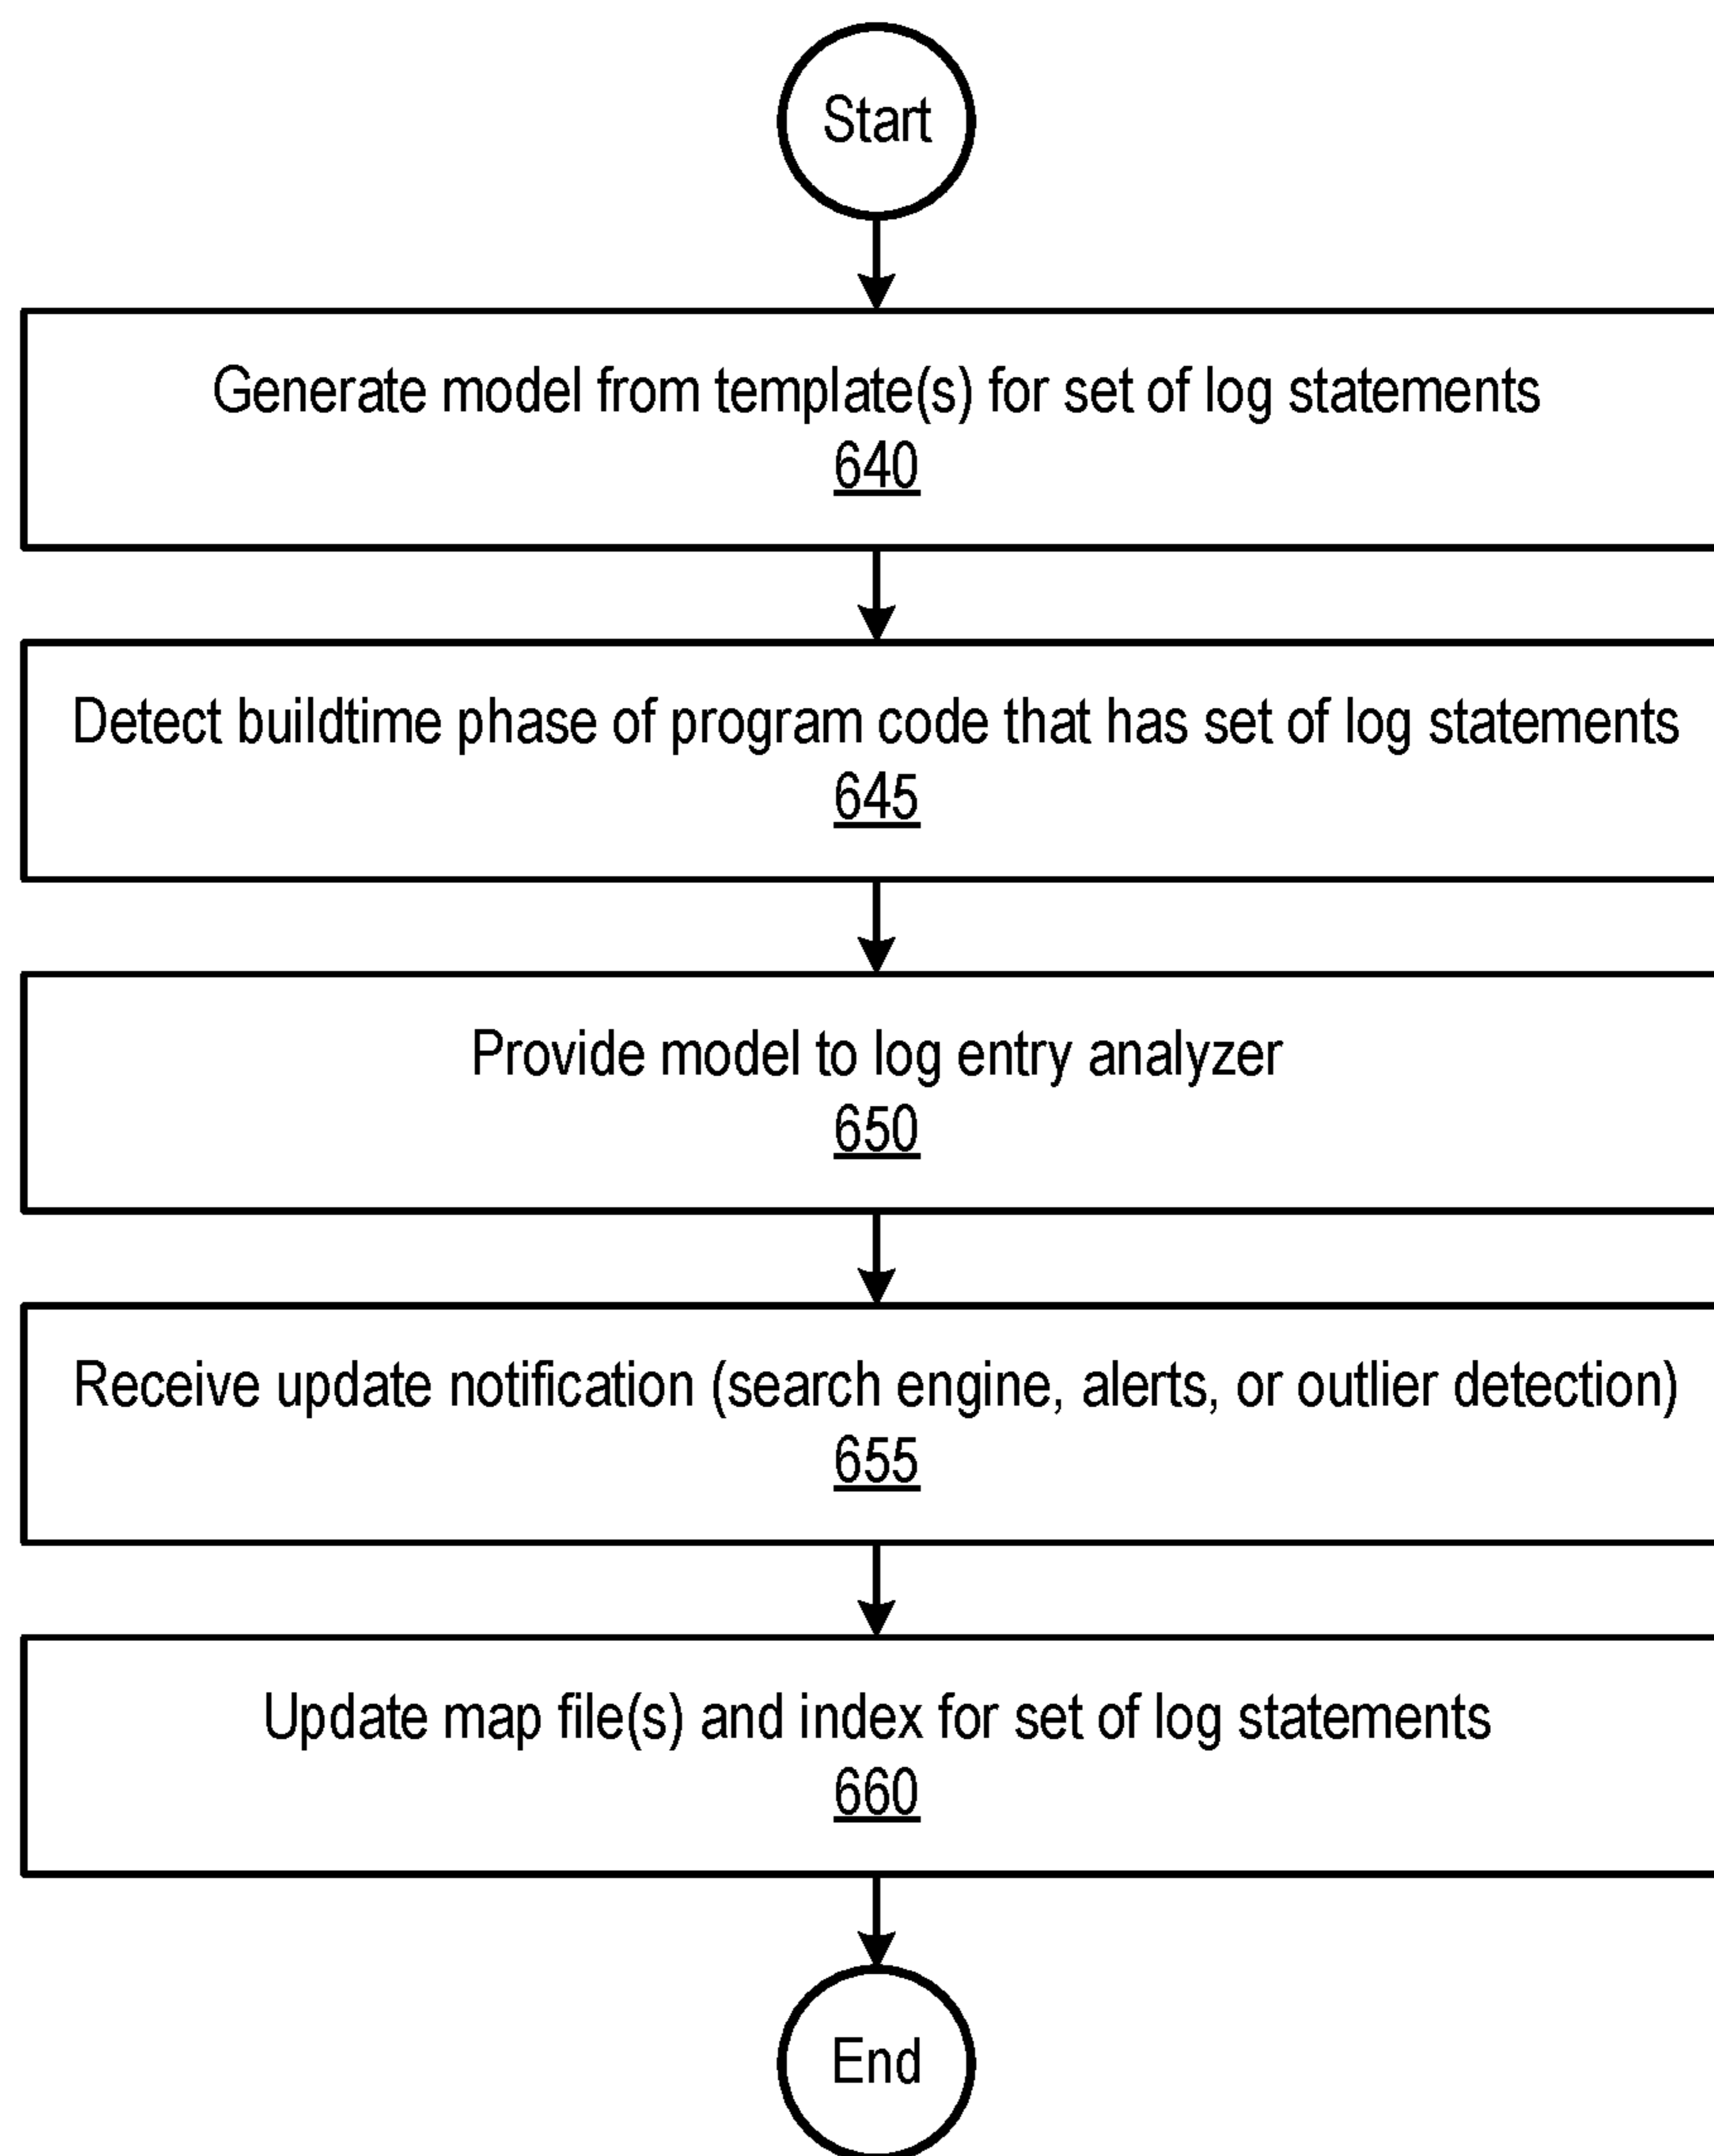 Start
Generate model from template(s) for set of log statements
640
Detect buildtime phase of program code that has set of log statements
645
Provide model to log entry analyzer
650
Receive update notification (search engine, alerts, or outlier detection)
655
Update map file(s) and index for set of log statements
660
End